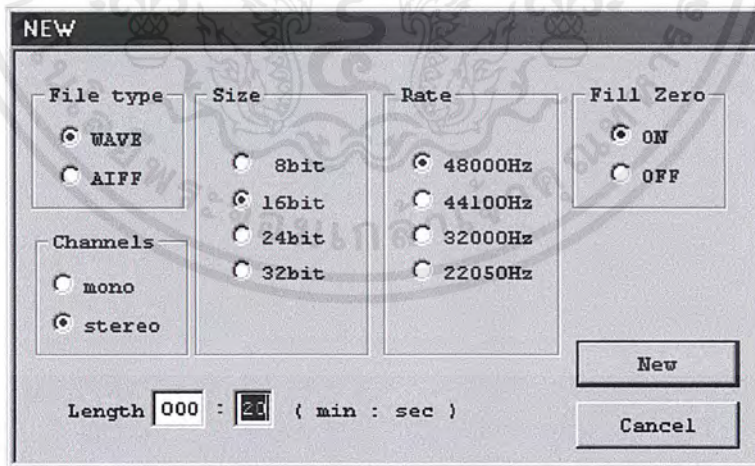 NEW
File type
WAVE
AIFF
Channels
mono
stereo
Size
8bit
16bit
24bit
32bit
Rate
48000Hz
44100Hz
32000Hz
22050Hz
Fill Zero
ON
OFF
Length 000 : 20 ( min : sec )
New
Cancel